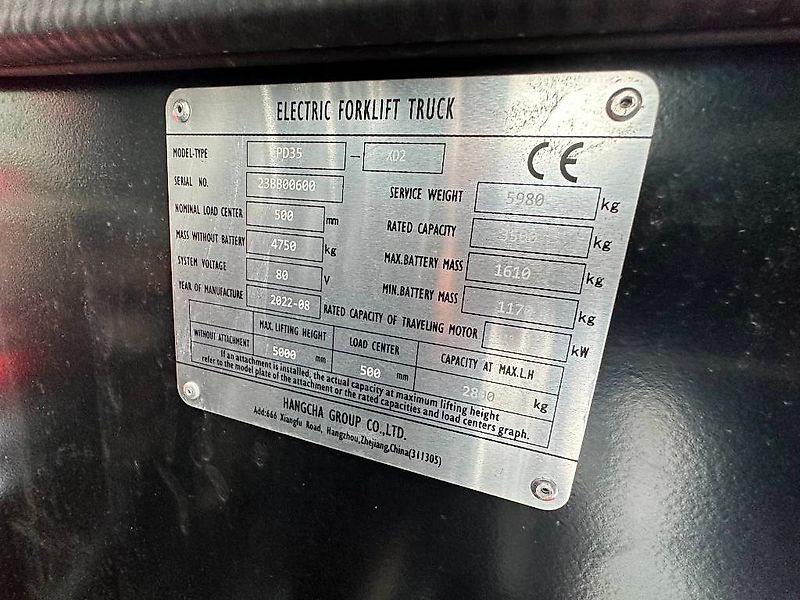 ELECTRIC FORKLIFT TRUCK
MODEL-TYPE PD35 - XD2 CE
SERIAL NO. 23BB00600 SERVICE WEIGHT 5980 kg
NOMINAL LOAD CENTER 500 mm RATED CAPACITY 3500 kg
MASS WITHOUT BATTERY 4750 kg MAX.BATTERY MASS 1610 kg
SYSTEM VOLTAGE 80 V MIN.BATTERY MASS kg
YEAR OF MANUFACTURE 2022-08 RATED CAPACITY OF TRAVELING MOTOR kW
MAX. LIFTING HEIGHT LOAD CENTER CAPACITY AT MAX.L.H
WITHOUT ATTACHMENT 5000 mm 500 mm kg
If an attachment is installed, the actual capacity at maximum lifting height
refer to the model plate of the attachment or the rated capacities and load centers graph.
HANGCHA GROUP CO.,LTD.
Add:666 Xiangfu Road, Hangzhou,Zhejiang,China(311305)